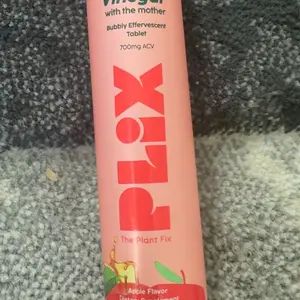 Vinegar
with the mother
Bubbly Effervescent
Tablet
700mg ACV
PLIX
The Plant Fix
Apple Flavor